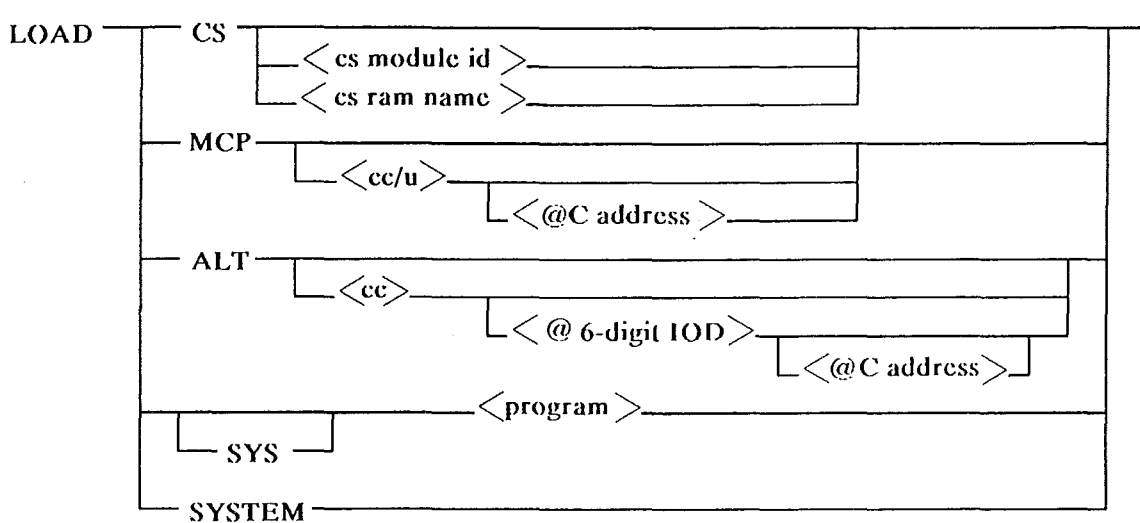 LOAD CS
<cs module id>
<cs ram name>
MCP
<cc/u>
<@C address>
ALT
<cc>
<@ 6-digit IOD>
<@C address>
<program>
SYS
SYSTEM